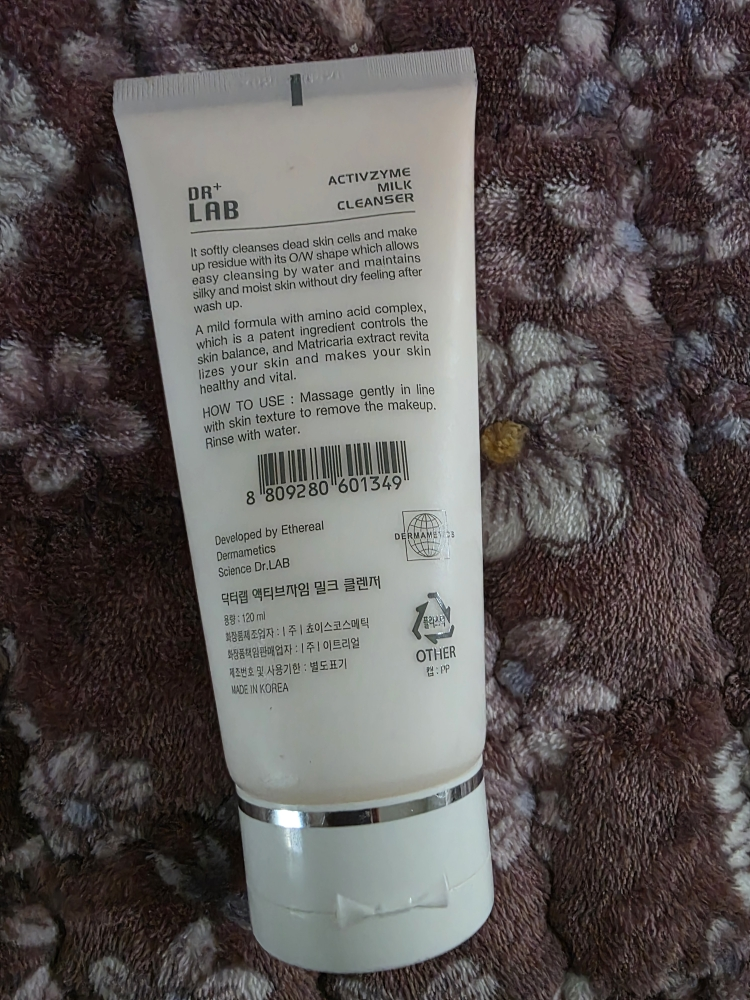 DR+
LAB
ACTIVZYME
MILK
CLEANSER
It softly cleanses dead skin cells and make
up residue with its O/W shape which allows
easy cleansing by water and maintains
silky and moist skin without dry feeling after
wash up.
A mild formula with amino acid complex,
which is a patent ingredient controls the
skin balance, and Matricaria extract revita
lizes your skin and makes your skin
healthy and vital.
HOW TO USE : Massage gently in line
with skin texture to remove the makeup.
Rinse with water.
8 809280 601349
Developed by Ethereal
Dermametics
Science Dr.LAB
DERMAMETICS
닥터랩 액티브자임 밀크 클렌저
용량 : 120 ml
화장품제조업자 : | 주 | 쵸이스코스메틱
화장품책임판매업자 : | 주 | 이트리얼
제조번호 및 사용기한 : 별도표기
MADE IN KOREA
플라스틱
OTHER
캡 : PP